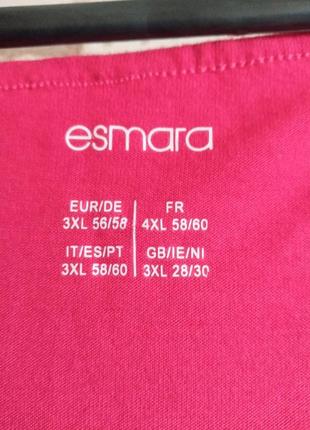 esmara
EUR/DE FR
3XL 56/58 4XL 58/60
IT/ES/PT GB/IE/NI
3XL 58/60 3XL 28/30